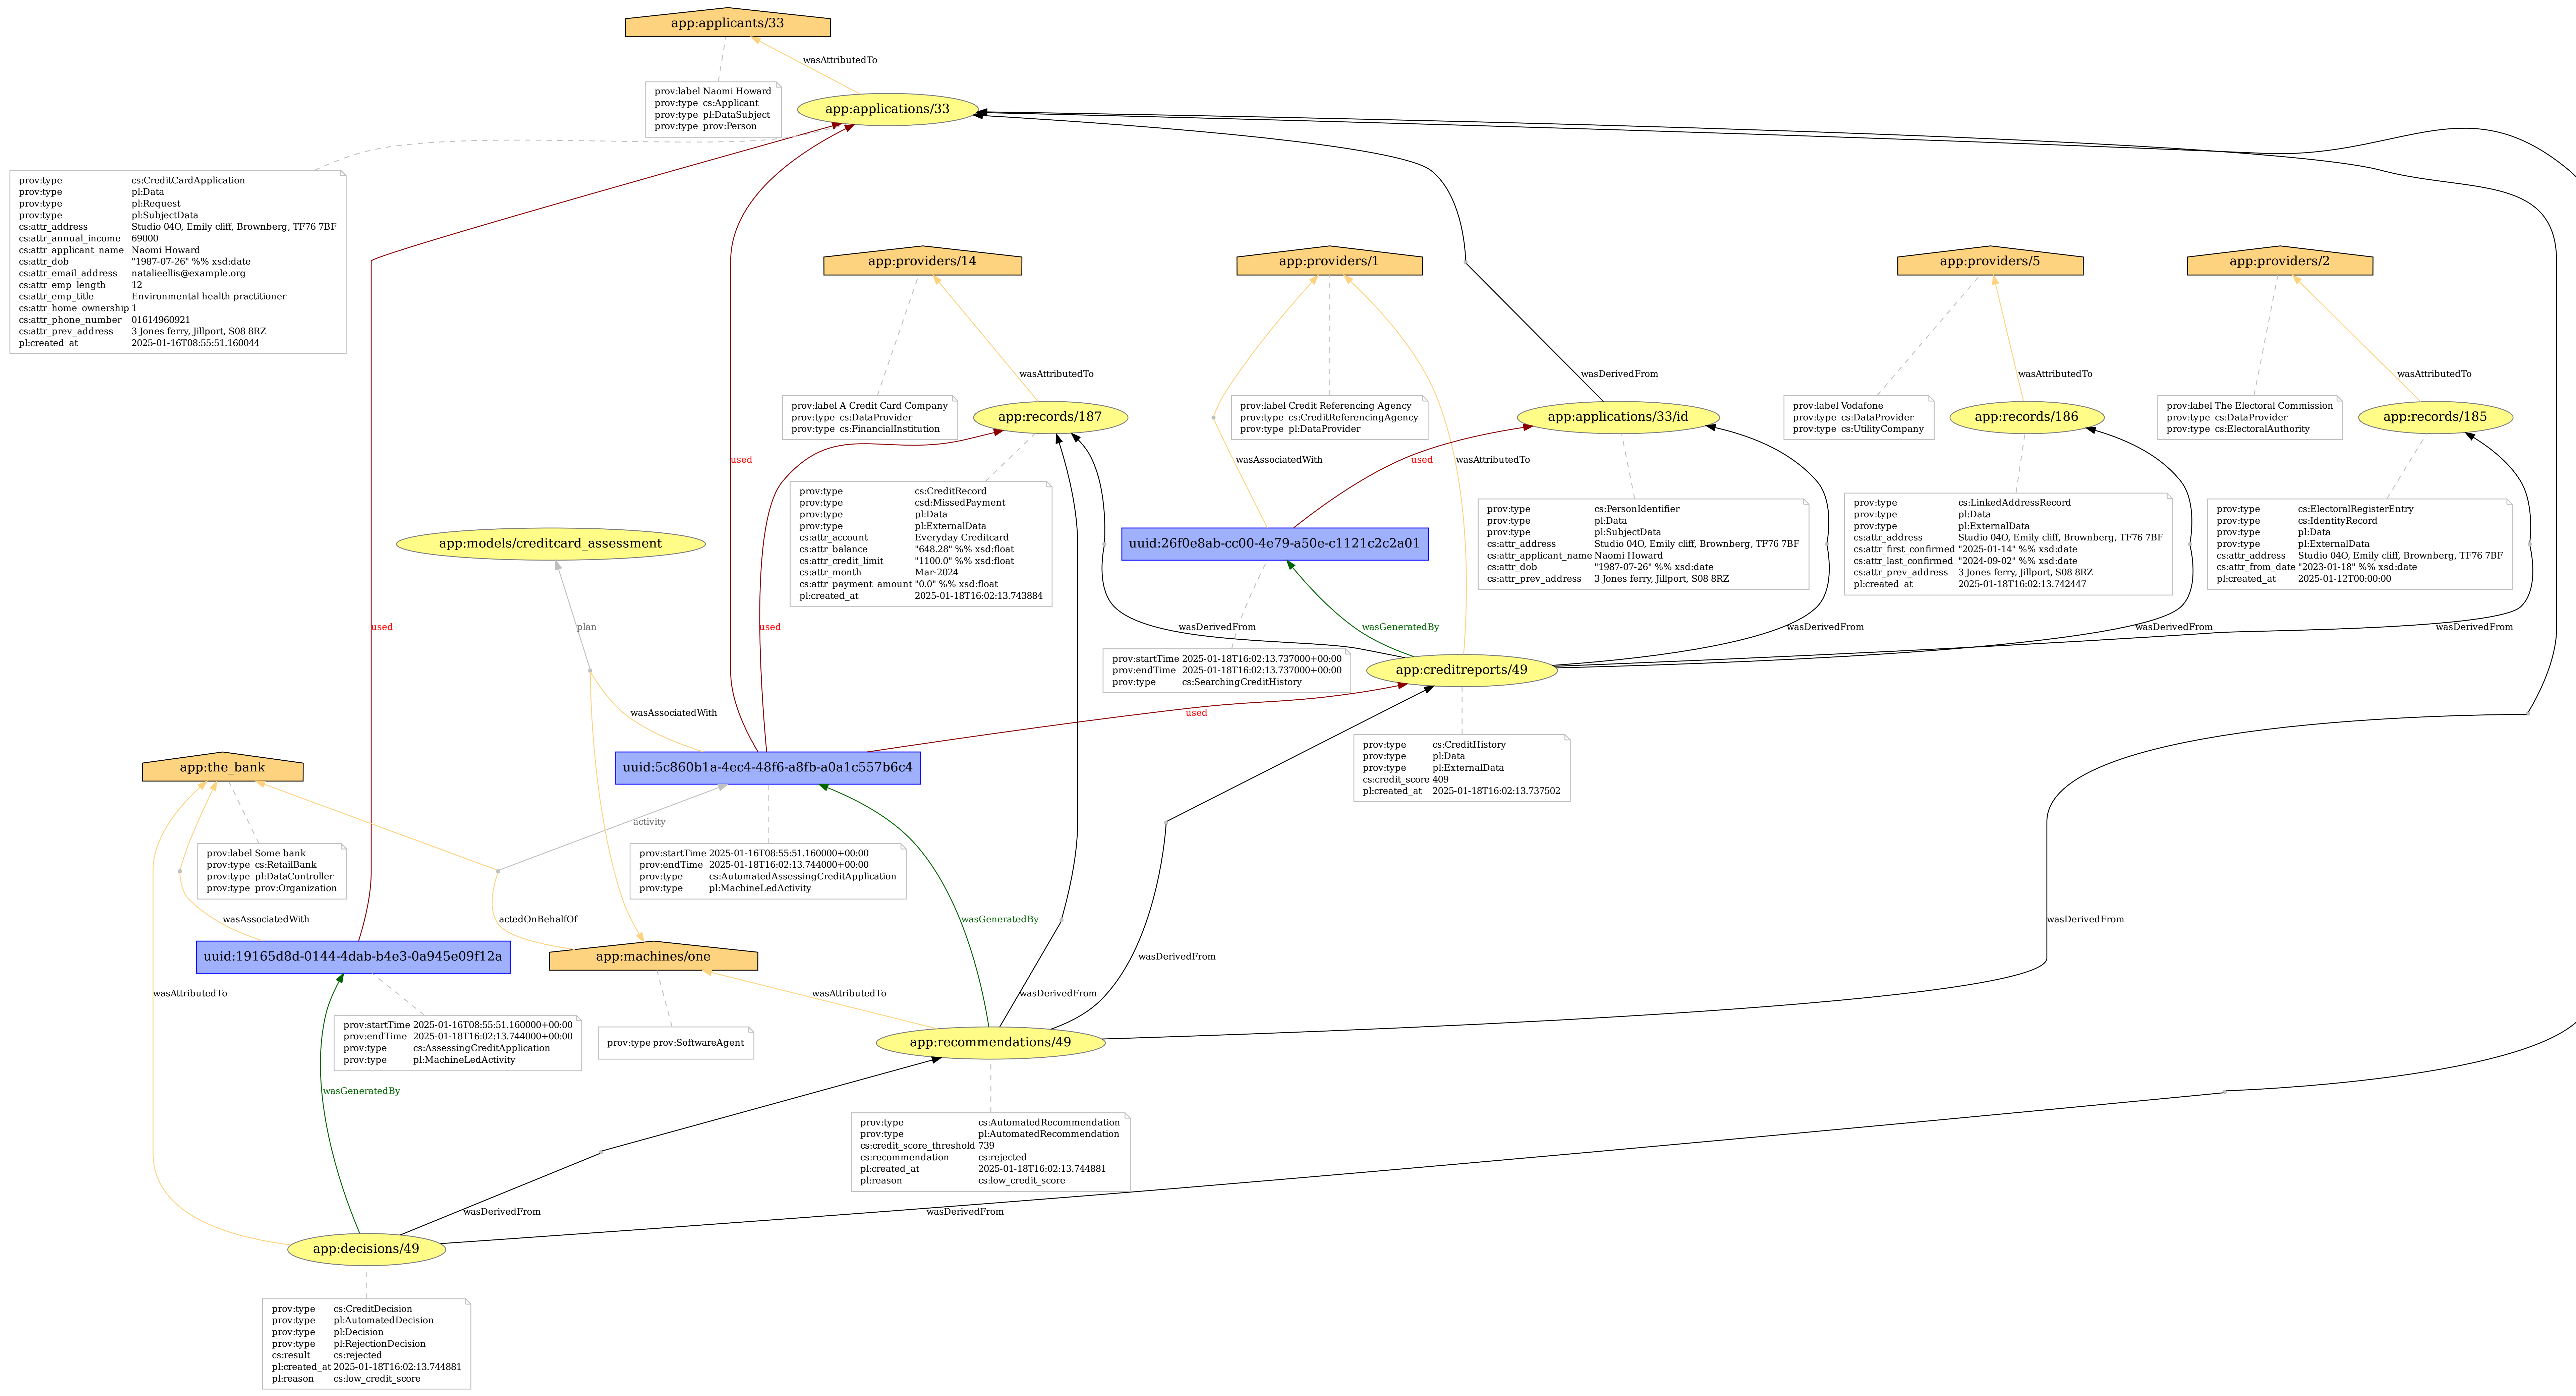 app:applicants/33
wasAttributedTo
prov:label Naomi Howard
prov:type cs:Applicant
prov:type pl:DataSubject
prov:type prov:Person
app:applications/33
prov:type cs:CreditCardApplication
prov:type pl:Data
prov:type pl:Request
prov:type pl:SubjectData
cs:attr_address Studio 04O, Emily cliff, Brownberg, TF76 7BF
cs:attr_annual_income 69000
cs:attr_applicant_name Naomi Howard
cs:attr_dob "1987-07-26" %% xsd:date
cs:attr_email_address natalieellis@example.org
cs:attr_emp_length 12
cs:attr_emp_title Environmental health practitioner
cs:attr_home_ownership 1
cs:attr_phone_number 01614960921
cs:attr_prev_address 3 Jones ferry, Jillport, S08 8RZ
pl:created_at 2025-01-16T08:55:51.160044
app:providers/14
app:providers/1
app:providers/5
app:providers/2
wasAttributedTo
wasDerivedFrom
wasAttributedTo
wasAttributedTo
prov:label A Credit Card Company
prov:type cs:DataProvider
prov:type cs:FinancialInstitution
app:records/187
prov:label Credit Referencing Agency
prov:type cs:CreditReferencingAgency
prov:type pl:DataProvider
app:applications/33/id
prov:label Vodafone
prov:type cs:DataProvider
prov:type cs:UtilityCompany
app:records/186
prov:label The Electoral Commission
prov:type cs:DataProvider
prov:type cs:ElectoralAuthority
app:records/185
used
wasAssociatedWith
used
wasAttributedTo
app:models/creditcard_assessment
prov:type cs:CreditRecord
prov:type csd:MissedPayment
prov:type pl:Data
prov:type pl:ExternalData
cs:attr_account Everyday Creditcard
cs:attr_balance "648.28" %% xsd:float
cs:attr_credit_limit "1100.0" %% xsd:float
cs:attr_month Mar-2024
cs:attr_payment_amount "0.0" %% xsd:float
pl:created_at 2025-01-18T16:02:13.743884
uuid:26f0e8ab-cc00-4e79-a50e-c1121c2c2a01
prov:type cs:PersonIdentifier
prov:type pl:Data
prov:type pl:SubjectData
cs:attr_address Studio 04O, Emily cliff, Brownberg, TF76 7BF
cs:attr_applicant_name Naomi Howard
cs:attr_dob "1987-07-26" %% xsd:date
cs:attr_prev_address 3 Jones ferry, Jillport, S08 8RZ
prov:type cs:LinkedAddressRecord
prov:type pl:Data
prov:type pl:ExternalData
cs:attr_address Studio 04O, Emily cliff, Brownberg, TF76 7BF
cs:attr_first_confirmed "2025-01-14" %% xsd:date
cs:attr_last_confirmed "2024-09-02" %% xsd:date
cs:attr_prev_address 3 Jones ferry, Jillport, S08 8RZ
pl:created_at 2025-01-18T16:02:13.742447
prov:type cs:ElectoralRegisterEntry
prov:type cs:IdentityRecord
prov:type pl:Data
prov:type pl:ExternalData
cs:attr_address Studio 04O, Emily cliff, Brownberg, TF76 7BF
cs:attr_from_date "2023-01-18" %% xsd:date
pl:created_at 2025-01-12T00:00:00
used
plan
used
wasDerivedFrom
wasGeneratedBy
wasDerivedFrom
wasDerivedFrom
wasDerivedFrom
prov:startTime 2025-01-18T16:02:13.737000+00:00
prov:endTime 2025-01-18T16:02:13.737000+00:00
prov:type cs:SearchingCreditHistory
app:creditreports/49
wasAssociatedWith
used
app:the_bank
uuid:5c860b1a-4ec4-48f6-a8fb-a0a1c557b6c4
prov:type cs:CreditHistory
prov:type pl:Data
prov:type pl:ExternalData
cs:credit_score 409
pl:created_at 2025-01-18T16:02:13.737502
activity
prov:label Some bank
prov:type cs:RetailBank
prov:type pl:DataController
prov:type prov:Organization
prov:startTime 2025-01-16T08:55:51.160000+00:00
prov:endTime 2025-01-18T16:02:13.744000+00:00
prov:type cs:AutomatedAssessingCreditApplication
prov:type pl:MachineLedActivity
wasAssociatedWith
actedOnBehalfOf
wasGeneratedBy
wasDerivedFrom
uuid:19165d8d-0144-4dab-b4e3-0a945e09f12a
app:machines/one
wasDerivedFrom
wasAttributedTo
wasAttributedTo
wasDerivedFrom
prov:startTime 2025-01-16T08:55:51.160000+00:00
prov:endTime 2025-01-18T16:02:13.744000+00:00
prov:type cs:AssessingCreditApplication
prov:type pl:MachineLedActivity
prov:type prov:SoftwareAgent
app:recommendations/49
wasGeneratedBy
prov:type cs:AutomatedRecommendation
prov:type pl:AutomatedRecommendation
cs:credit_score_threshold 739
cs:recommendation cs:rejected
pl:created_at 2025-01-18T16:02:13.744881
pl:reason cs:low_credit_score
wasDerivedFrom
wasDerivedFrom
app:decisions/49
prov:type cs:CreditDecision
prov:type pl:AutomatedDecision
prov:type pl:Decision
prov:type pl:RejectionDecision
cs:result cs:rejected
pl:created_at 2025-01-18T16:02:13.744881
pl:reason cs:low_credit_score